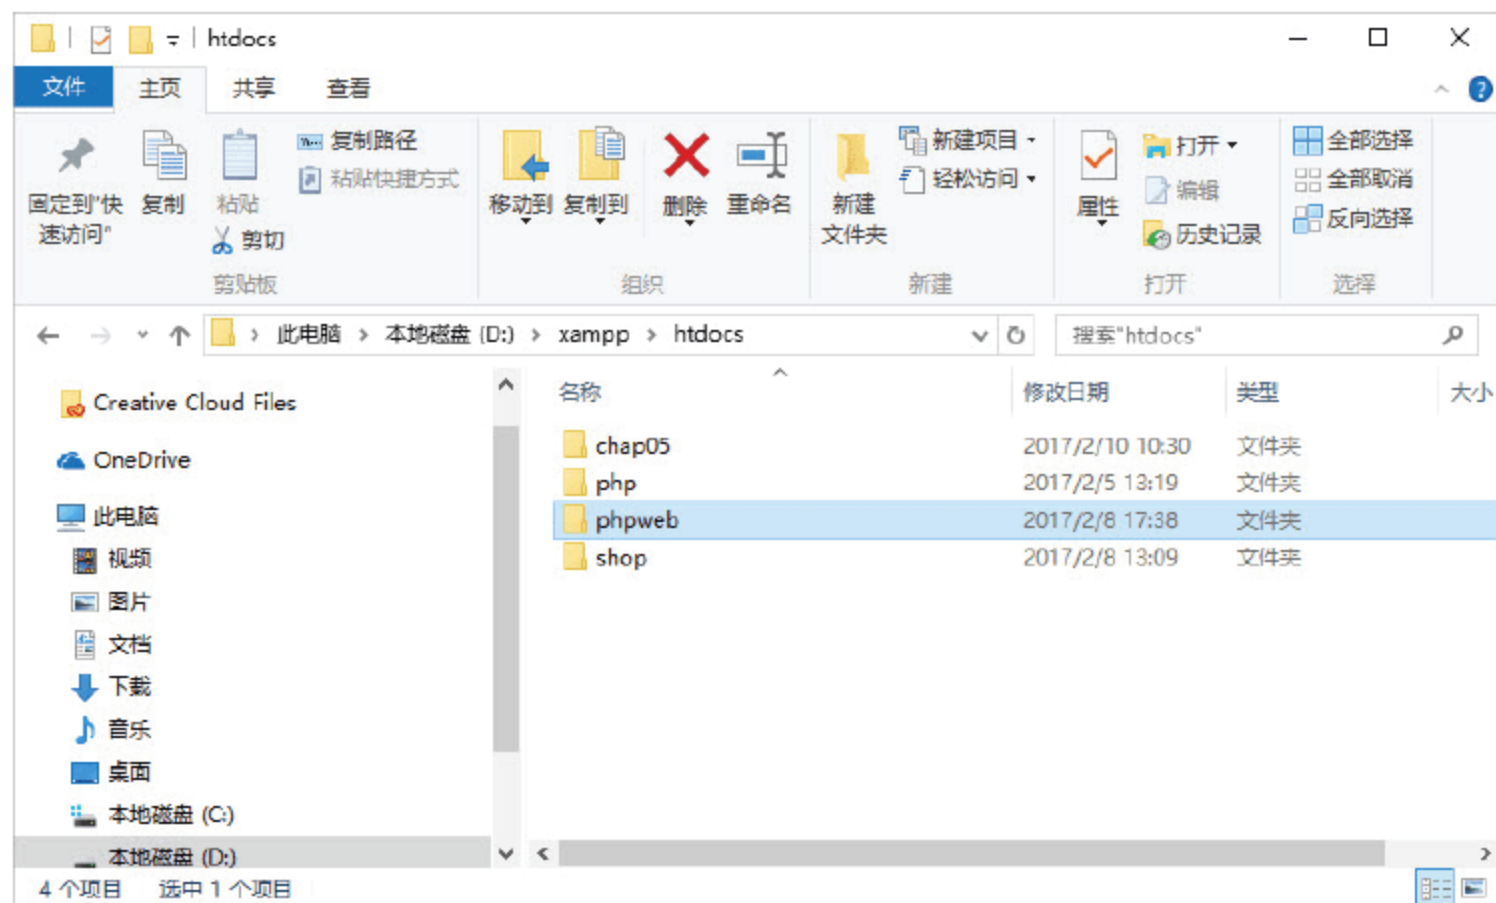 htdocs
文件 主页 共享 查看
固定到"快速访问"
复制
粘贴
复制路径
粘贴快捷方式
剪切
剪贴板
移动到
复制到
删除
重命名
组织
新建
文件夹
新建项目
轻松访问
新建
属性
打开
编辑
历史记录
打开
全部选择
全部取消
反向选择
选择
此电脑 > 本地磁盘 (D:) > xampp > htdocs
搜索"htdocs"
Creative Cloud Files
OneDrive
此电脑
视频
图片
文档
下载
音乐
桌面
本地磁盘 (C:)
本地磁盘 (D:)
名称 修改日期 类型 大小
chap05 2017/2/10 10:30 文件夹
php 2017/2/5 13:19 文件夹
phpweb 2017/2/8 17:38 文件夹
shop 2017/2/8 13:09 文件夹
4 个项目 选中 1 个项目